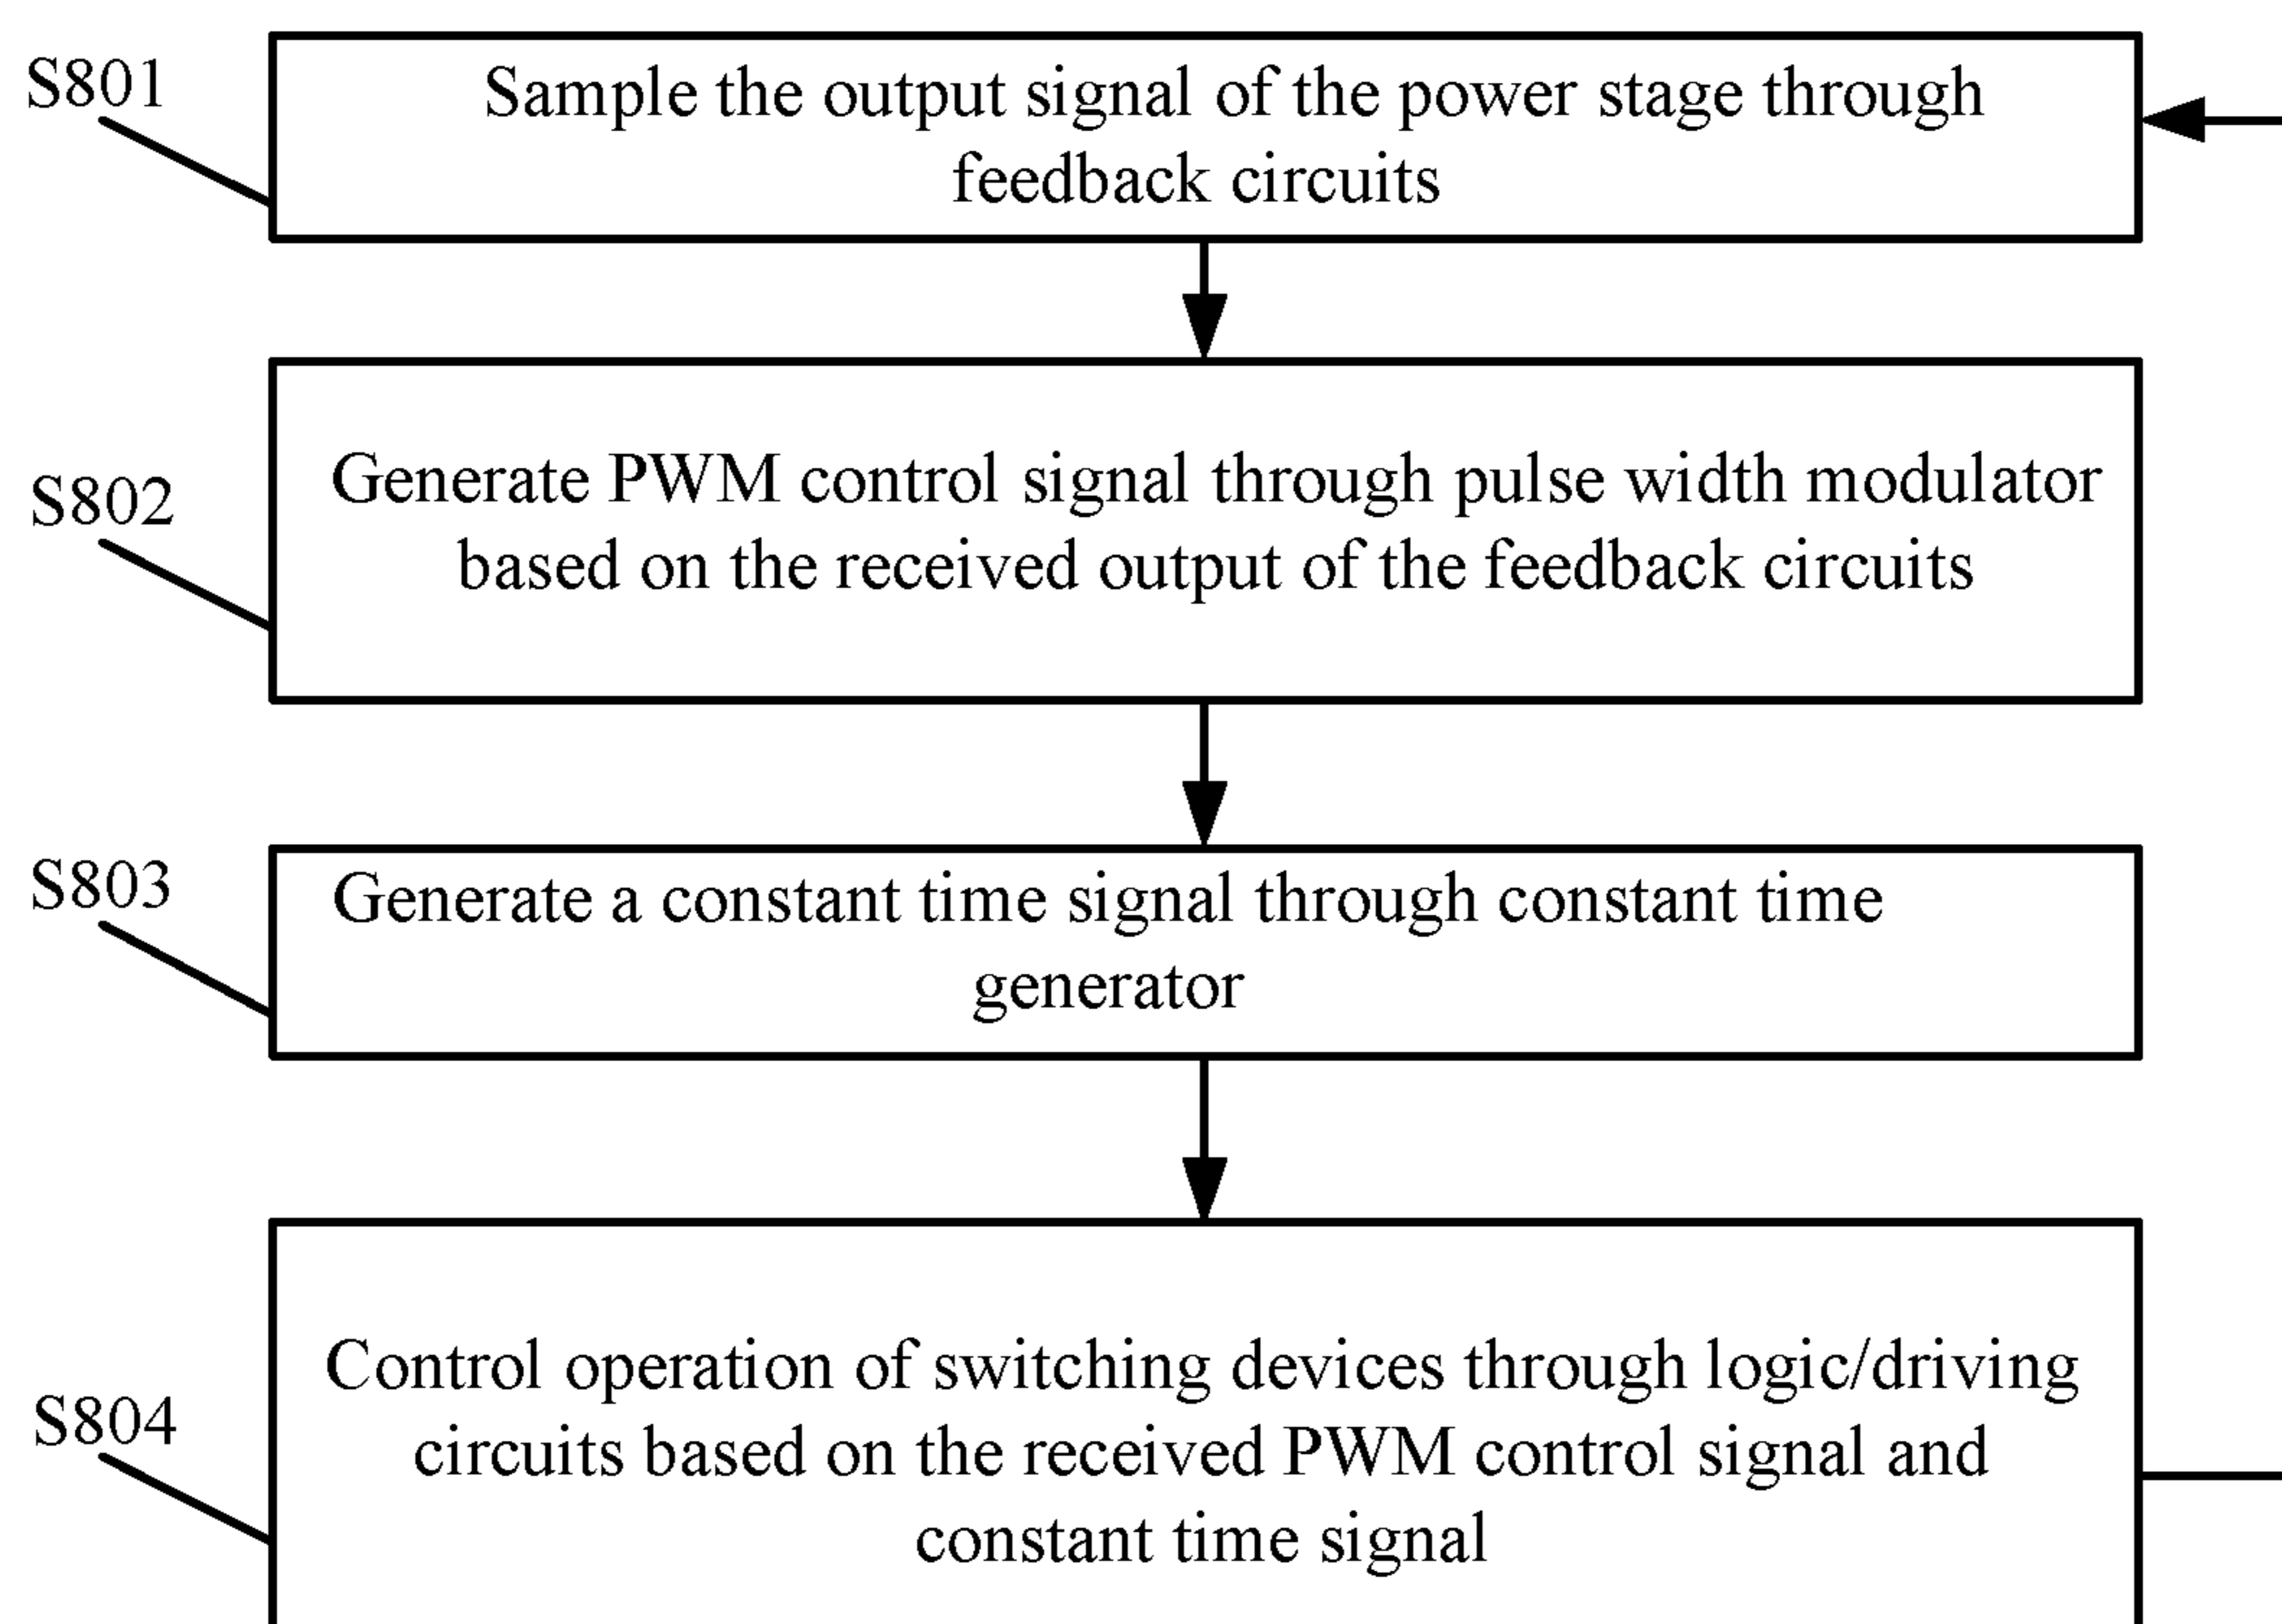 S801
Sample the output signal of the power stage through
feedback circuits
S802
Generate PWM control signal through pulse width modulator
based on the received output of the feedback circuits
S803
Generate a constant time signal through constant time
generator
S804
Control operation of switching devices through logic/driving
circuits based on the received PWM control signal and
constant time signal